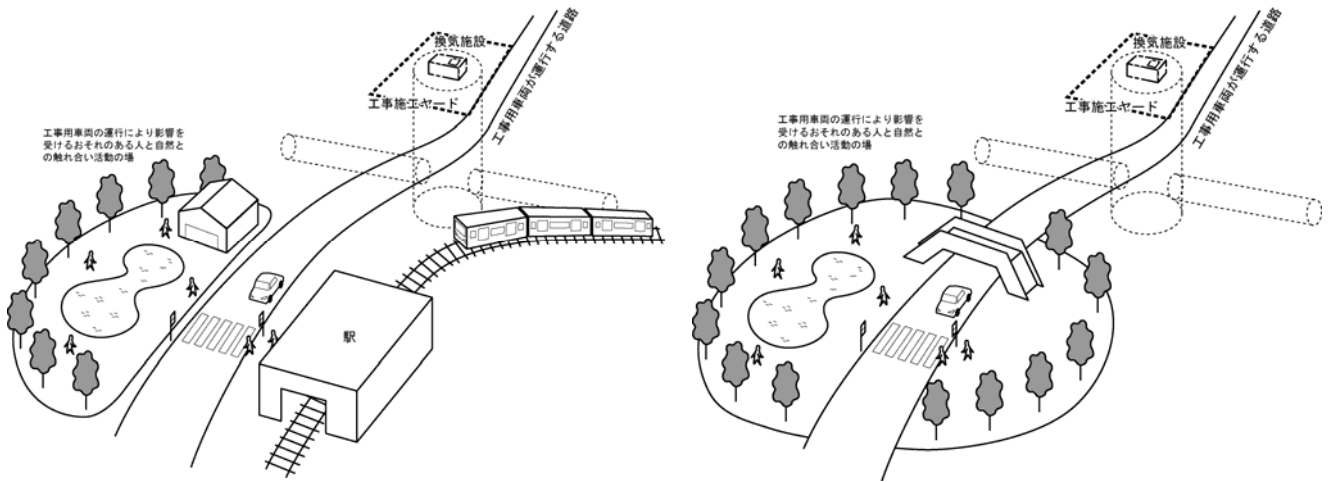 換気施設
工事施工ヤード
工事用車両が運行する道路
工事用車両の運行により影響を
受けるおそれのある人と自然と
の触れ合い活動の場
駅
換気施設
工事施工ヤード
工事用車両が運行する道路
工事用車両の運行により影響を
受けるおそれのある人と自然と
の触れ合い活動の場